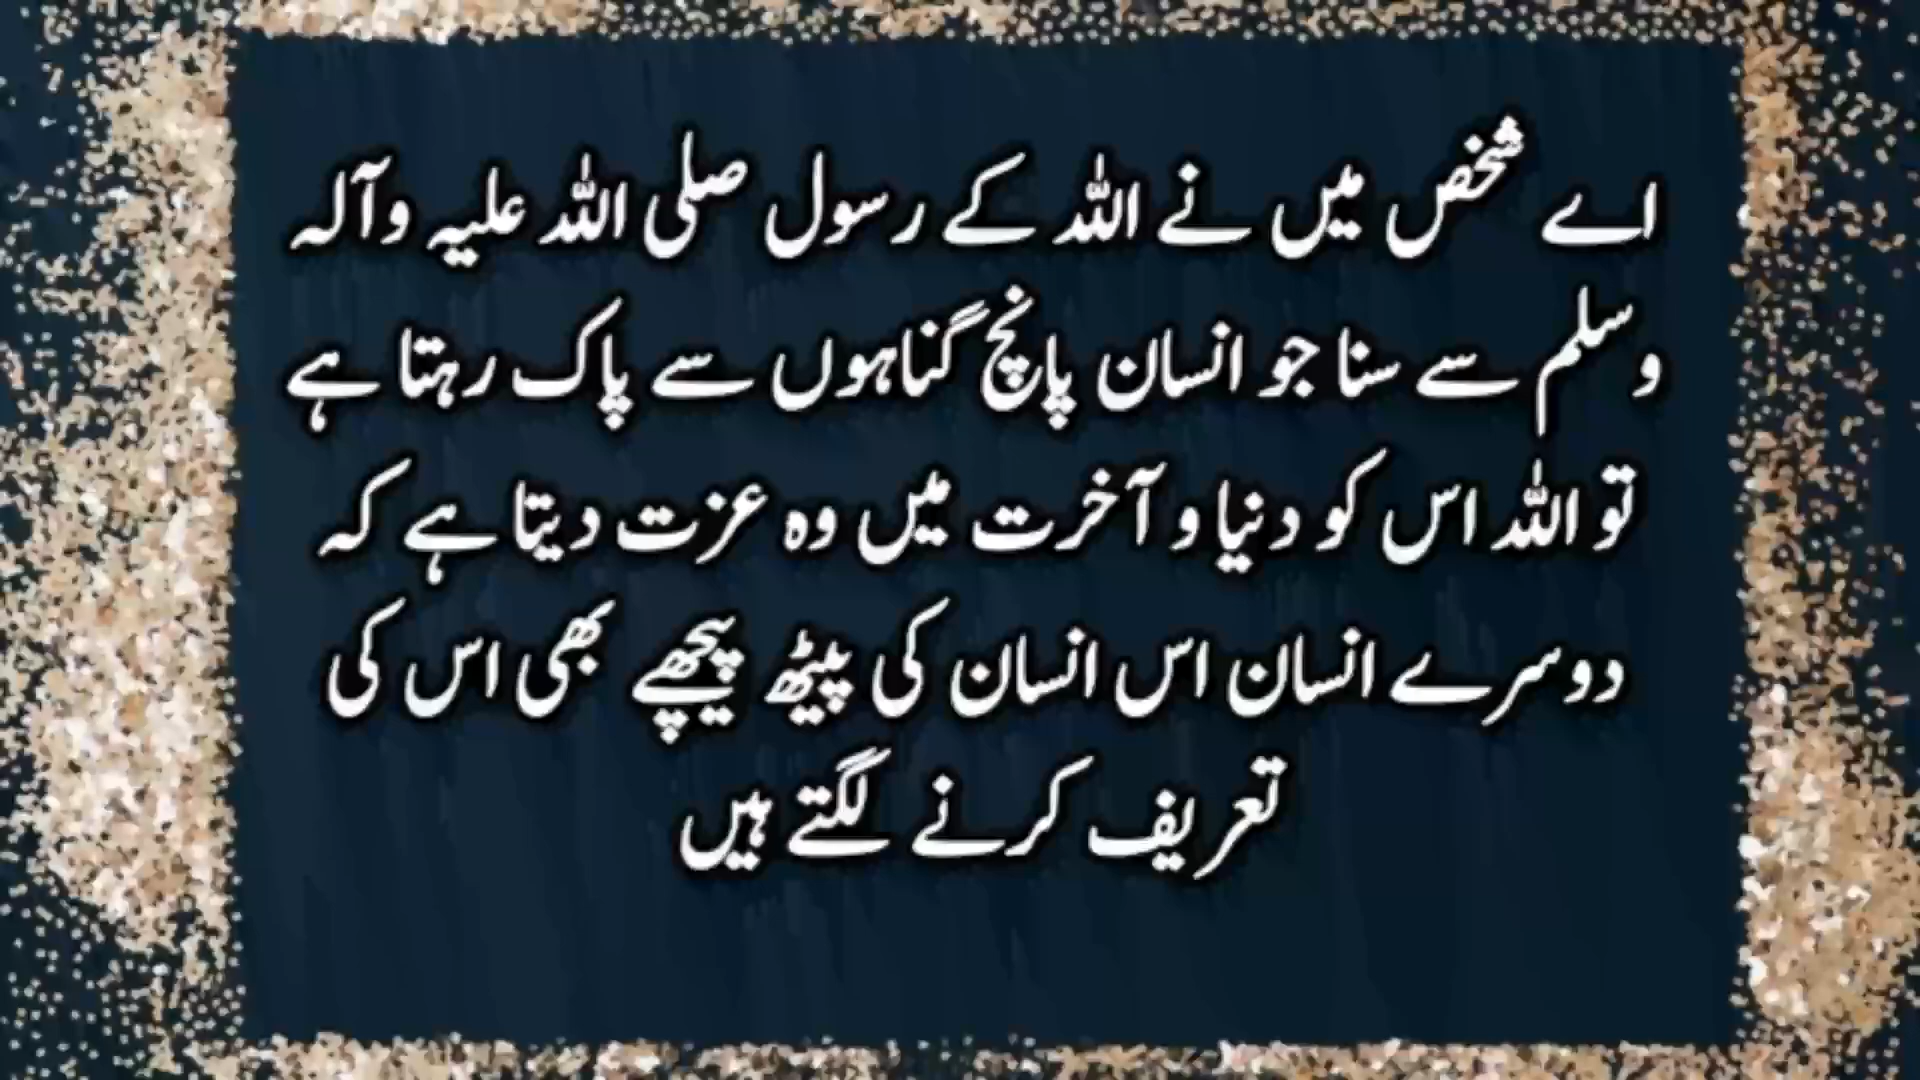 اے شخص میں نے اللہ کے رسول صلی اللہ علیہ وآلہ
وسلم سے سنا جو انسان پانچ گناہوں سے پاک رہتا ہے
تو اللہ اس کو دنیا و آخرت میں وہ عزت دیتا ہے کہ
دوسرے انسان اس انسان کی پیٹھ پیچھے بھی اس کی
تعریف کرنے لگتے ہیں